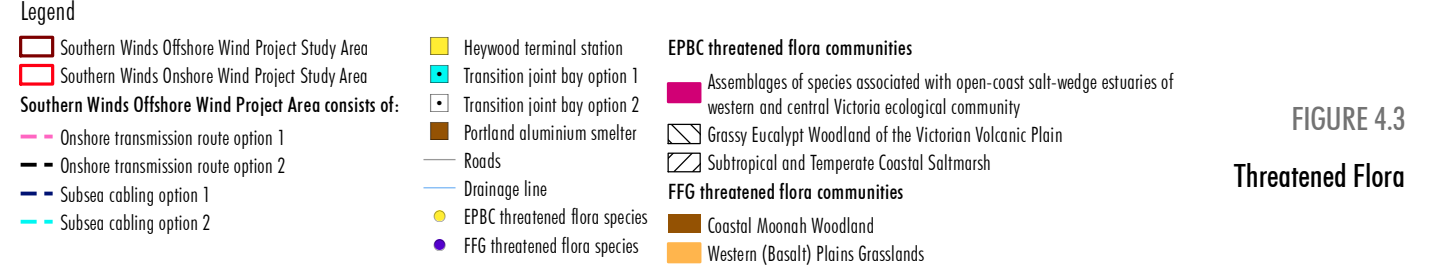 Legend
Southern Winds Offshore Wind Project Study Area
Southern Winds Onshore Wind Project Study Area
Southern Winds Offshore Wind Project Area consists of:
Onshore transmission route option 1
Onshore transmission route option 2
Subsea cabling option 1
Subsea cabling option 2
Heywood terminal station
Transition joint bay option 1
Transition joint bay option 2
Portland aluminium smelter
Roads
Drainage line
EPBC threatened flora species
FFG threatened flora species
EPBC threatened flora communities
Assemblages of species associated with open-coast salt-wedge estuaries of
western and central Victoria ecological community
Grassy Eucalypt Woodland of the Victorian Volcanic Plain
Subtropical and Temperate Coastal Saltmarsh
FFG threatened flora communities
Coastal Moonah Woodland
Western (Basalt) Plains Grasslands
FIGURE 4.3
Threatened Flora